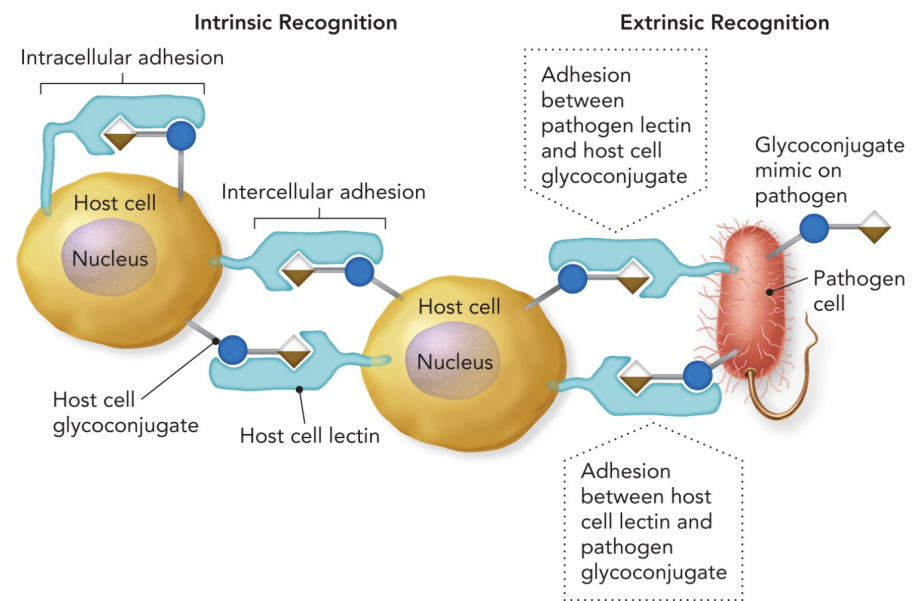 Intrinsic Recognition
Extrinsic Recognition
Intracellular adhesion
Adhesion
between
pathogen lectin
and host cell
glycoconjugate
Glycoconjugate
mimic on
pathogen
Host cell
Intercellular adhesion
Nucleus
Pathogen
cell
Host cell
Nucleus
Host cell
glycoconjugate
Host cell lectin
Adhesion
between host
cell lectin and
pathogen
glycoconjugate